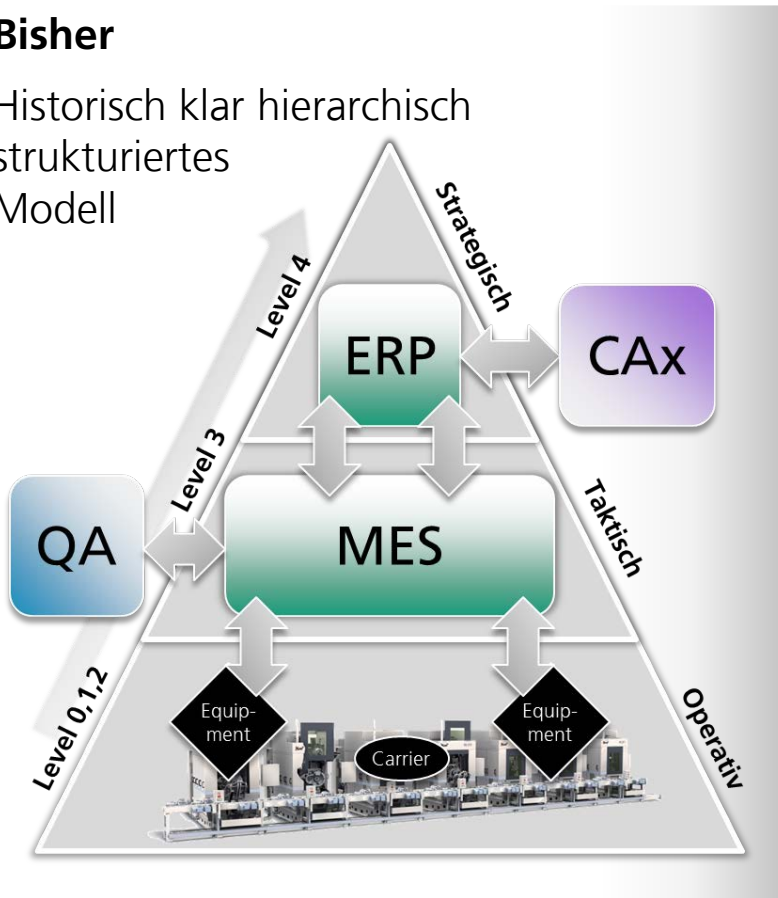 Bisher
Historisch klar hierarchisch
strukturiertes
Modell
Strategisch
Level 4
ERP
CAx
Level 3
Taktisch
QA
MES
Level 0,1,2
Operativ
Equip-
ment
Carrier
Equip-
ment